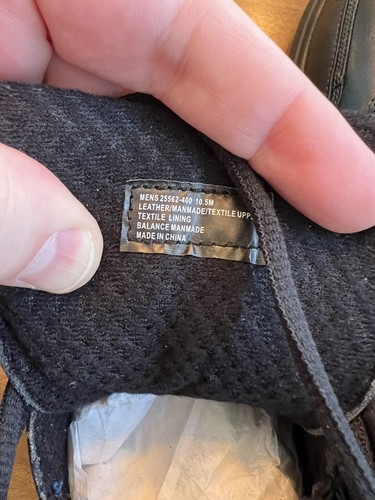 MENS 25562-400 10.5M
LEATHER/MANMADE/TEXTILE UPP.
TEXTILE LINING
BALANCE MANMADE
MADE IN CHINA